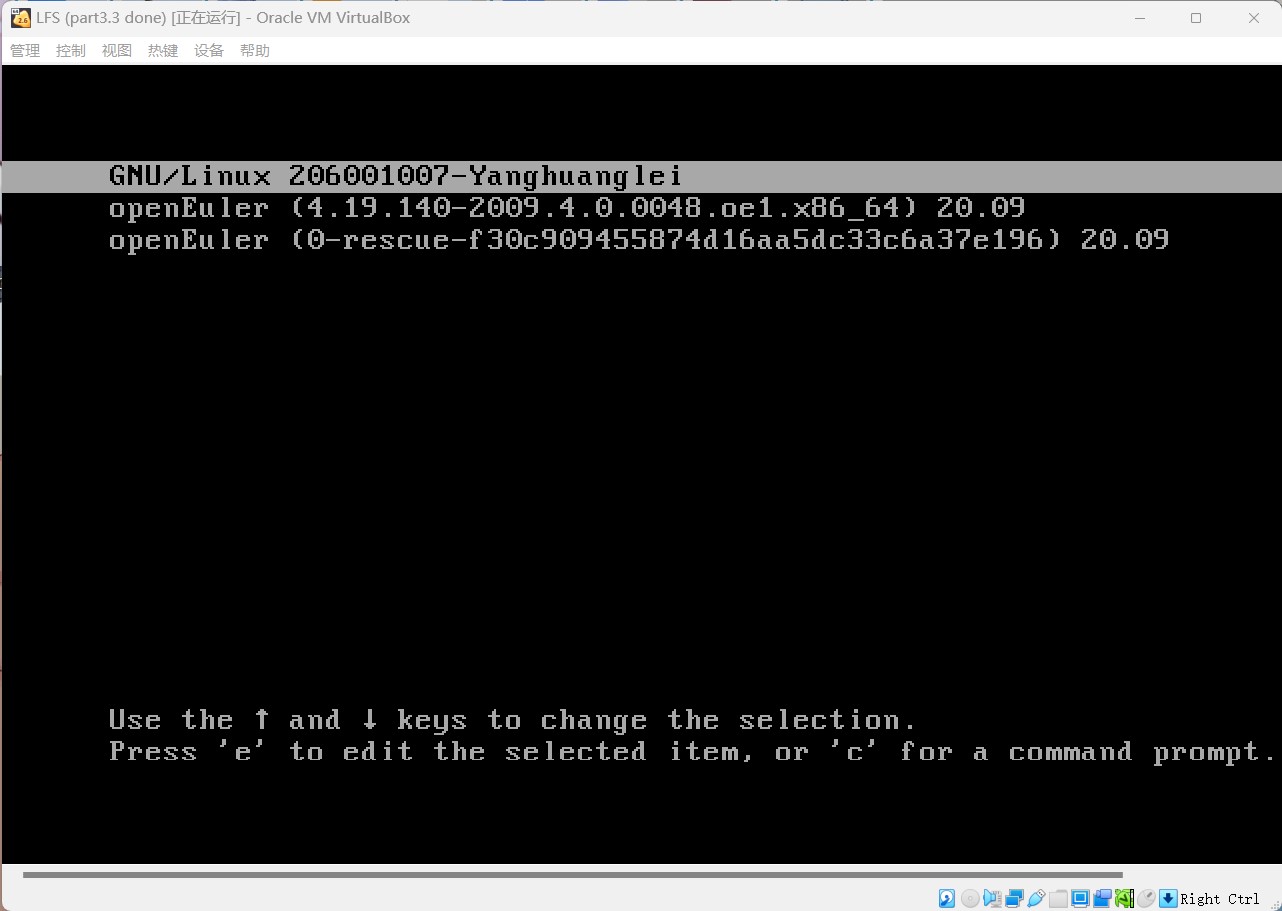 LFS (part3.3 done) [正在运行] - Oracle VM VirtualBox
管理 控制 视图 热键 设备 帮助
GNU/Linux 206001007-Yanghuanglei
openEuler (4.19.140-2009.4.0.0048.oe1.x86_64) 20.09
openEuler (0-rescue-f30c909455874d16aa5dc33c6a37e196) 20.09
Use the ↑ and ↓ keys to change the selection.
Press 'e' to edit the selected item, or 'c' for a command prompt.
Right Ctrl